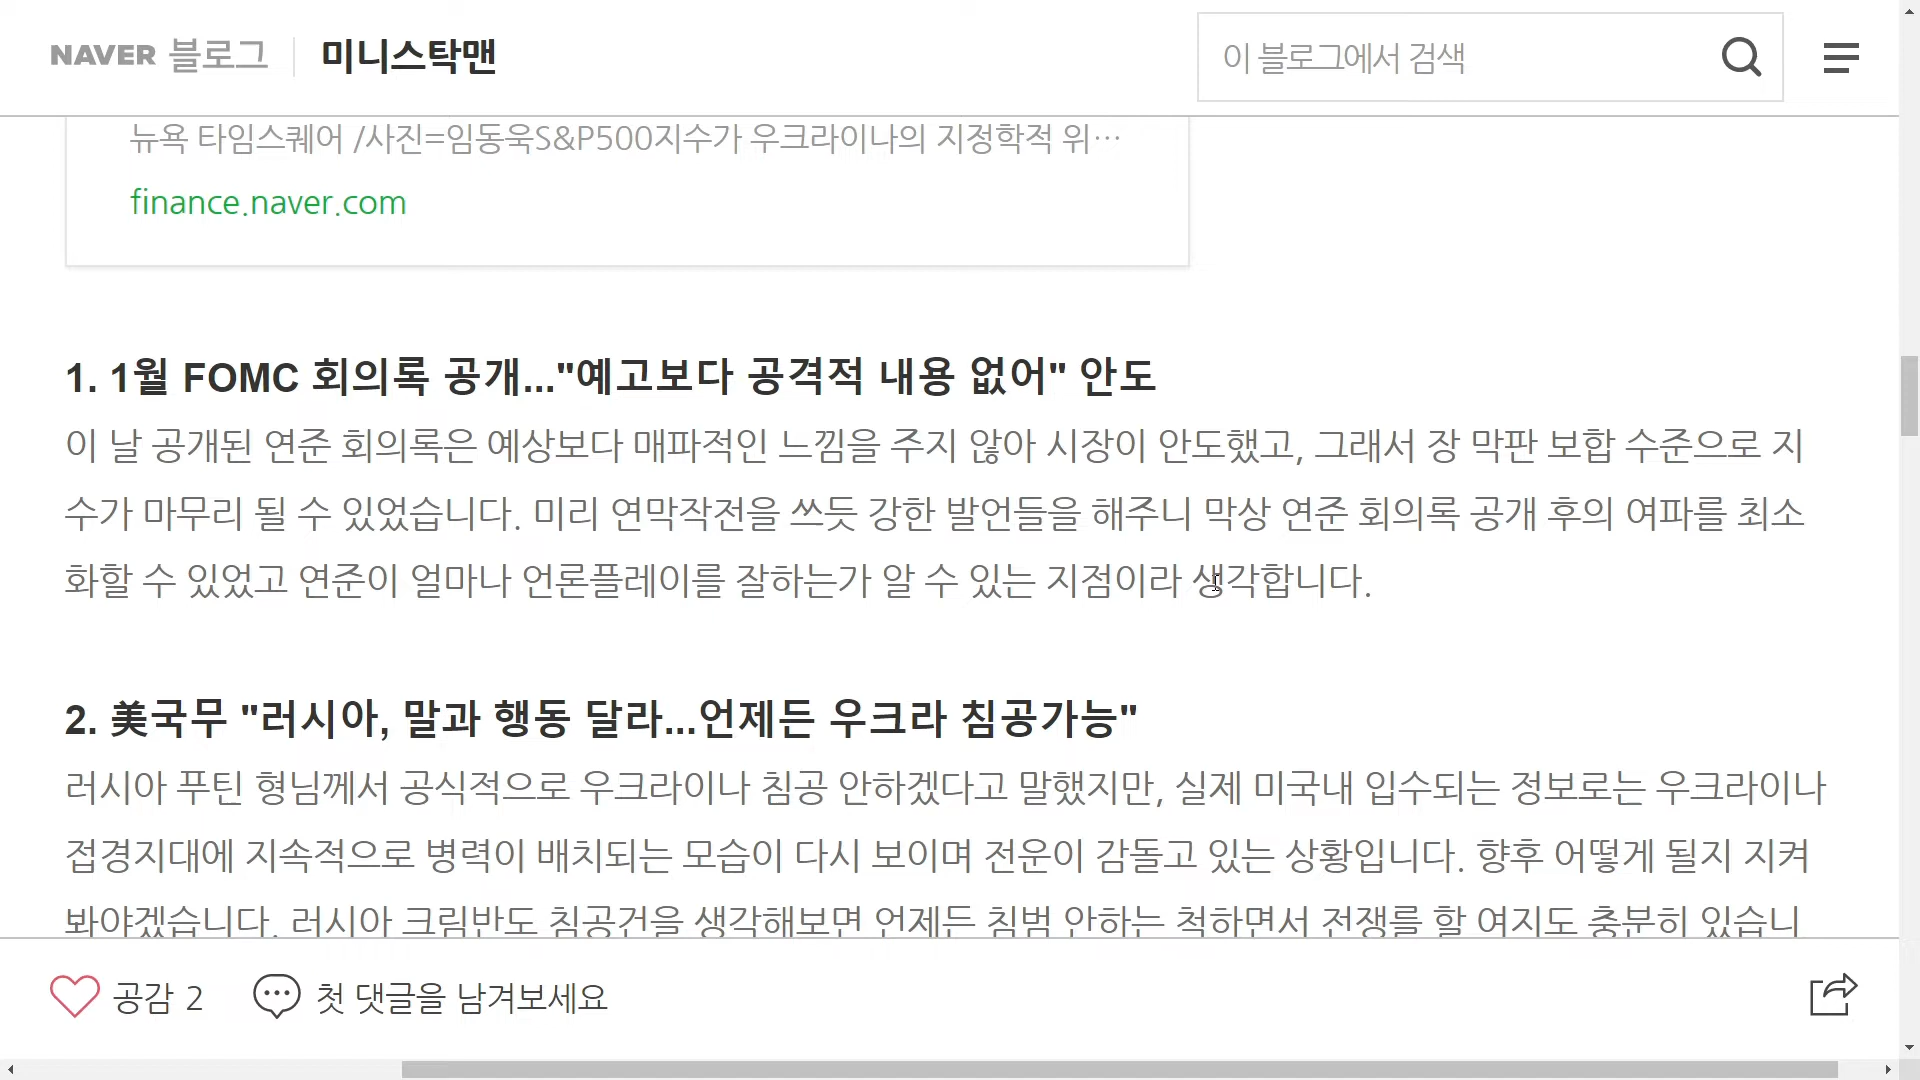 NAVER 블로그 미니스탁맨
이 블로그에서 검색
뉴욕 타임스퀘어 /사진=임동욱S&P500지수가 우크라이나의 지정학적 위…
finance.naver.com
1. 1월 FOMC 회의록 공개..."예고보다 공격적 내용 없어" 안도
이 날 공개된 연준 회의록은 예상보다 매파적인 느낌을 주지 않아 시장이 안도했고, 그래서 장 막판 보합 수준으로 지
수가 마무리 될 수 있었습니다. 미리 연막작전을 쓰듯 강한 발언들을 해주니 막상 연준 회의록 공개 후의 여파를 최소
화할 수 있었고 연준이 얼마나 언론플레이를 잘하는가 알 수 있는 지점이라 생각합니다.
2. 美국무 "러시아, 말과 행동 달라...언제든 우크라 침공가능"
러시아 푸틴 형님께서 공식적으로 우크라이나 침공 안하겠다고 말했지만, 실제 미국내 입수되는 정보로는 우크라이나
접경지대에 지속적으로 병력이 배치되는 모습이 다시 보이며 전운이 감돌고 있는 상황입니다. 향후 어떻게 될지 지켜
봐야겠습니다. 러시아 크림반도 침공건을 생각해보면 언제든 침범 안하는 척하면서 전쟁을 할 여지도 충분히 있습니
공감 2 첫 댓글을 남겨보세요